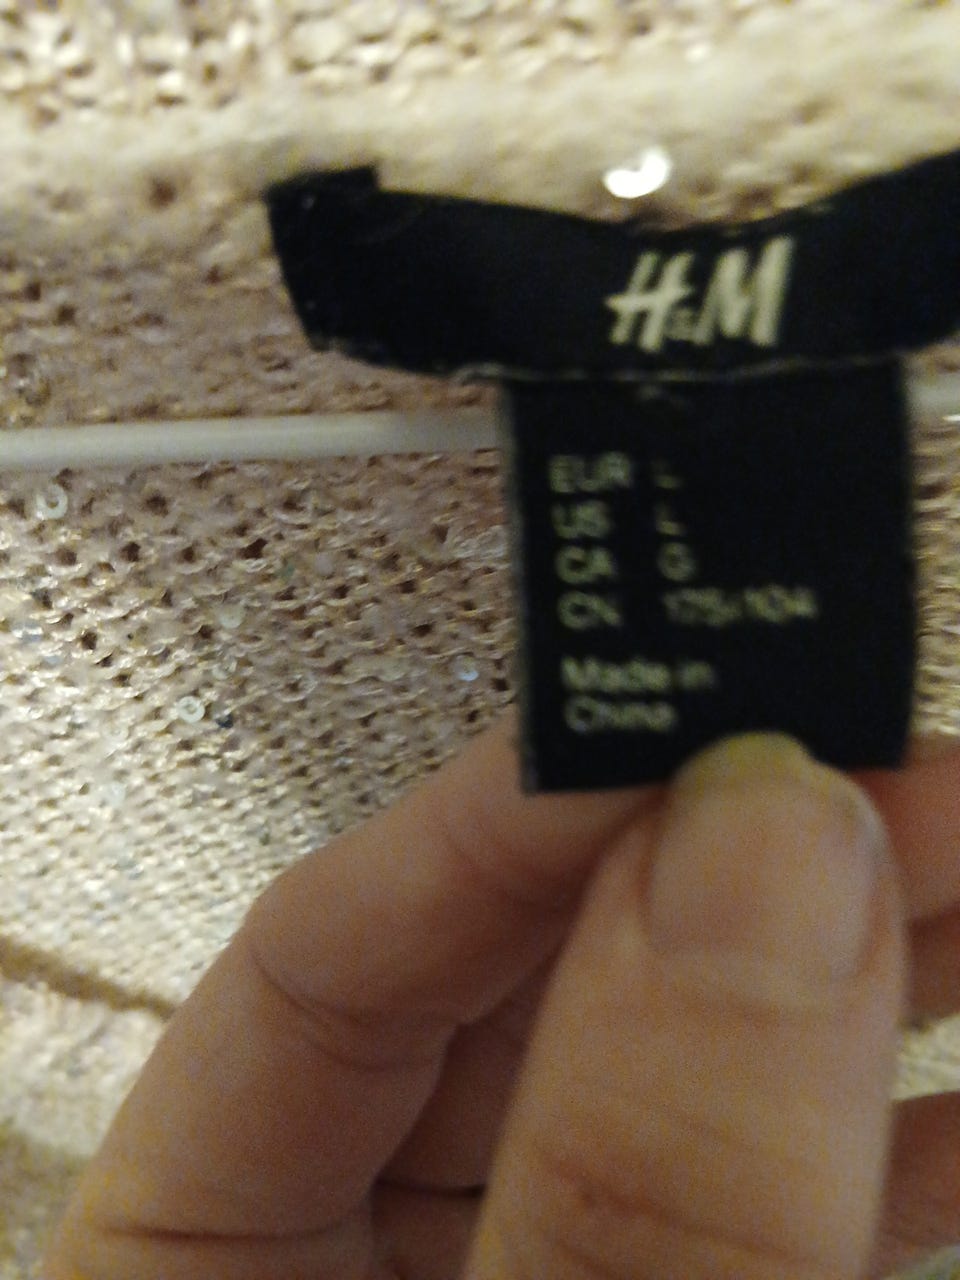 H&M
EUR L
US L
CA G
CN 175/104
Made in
China